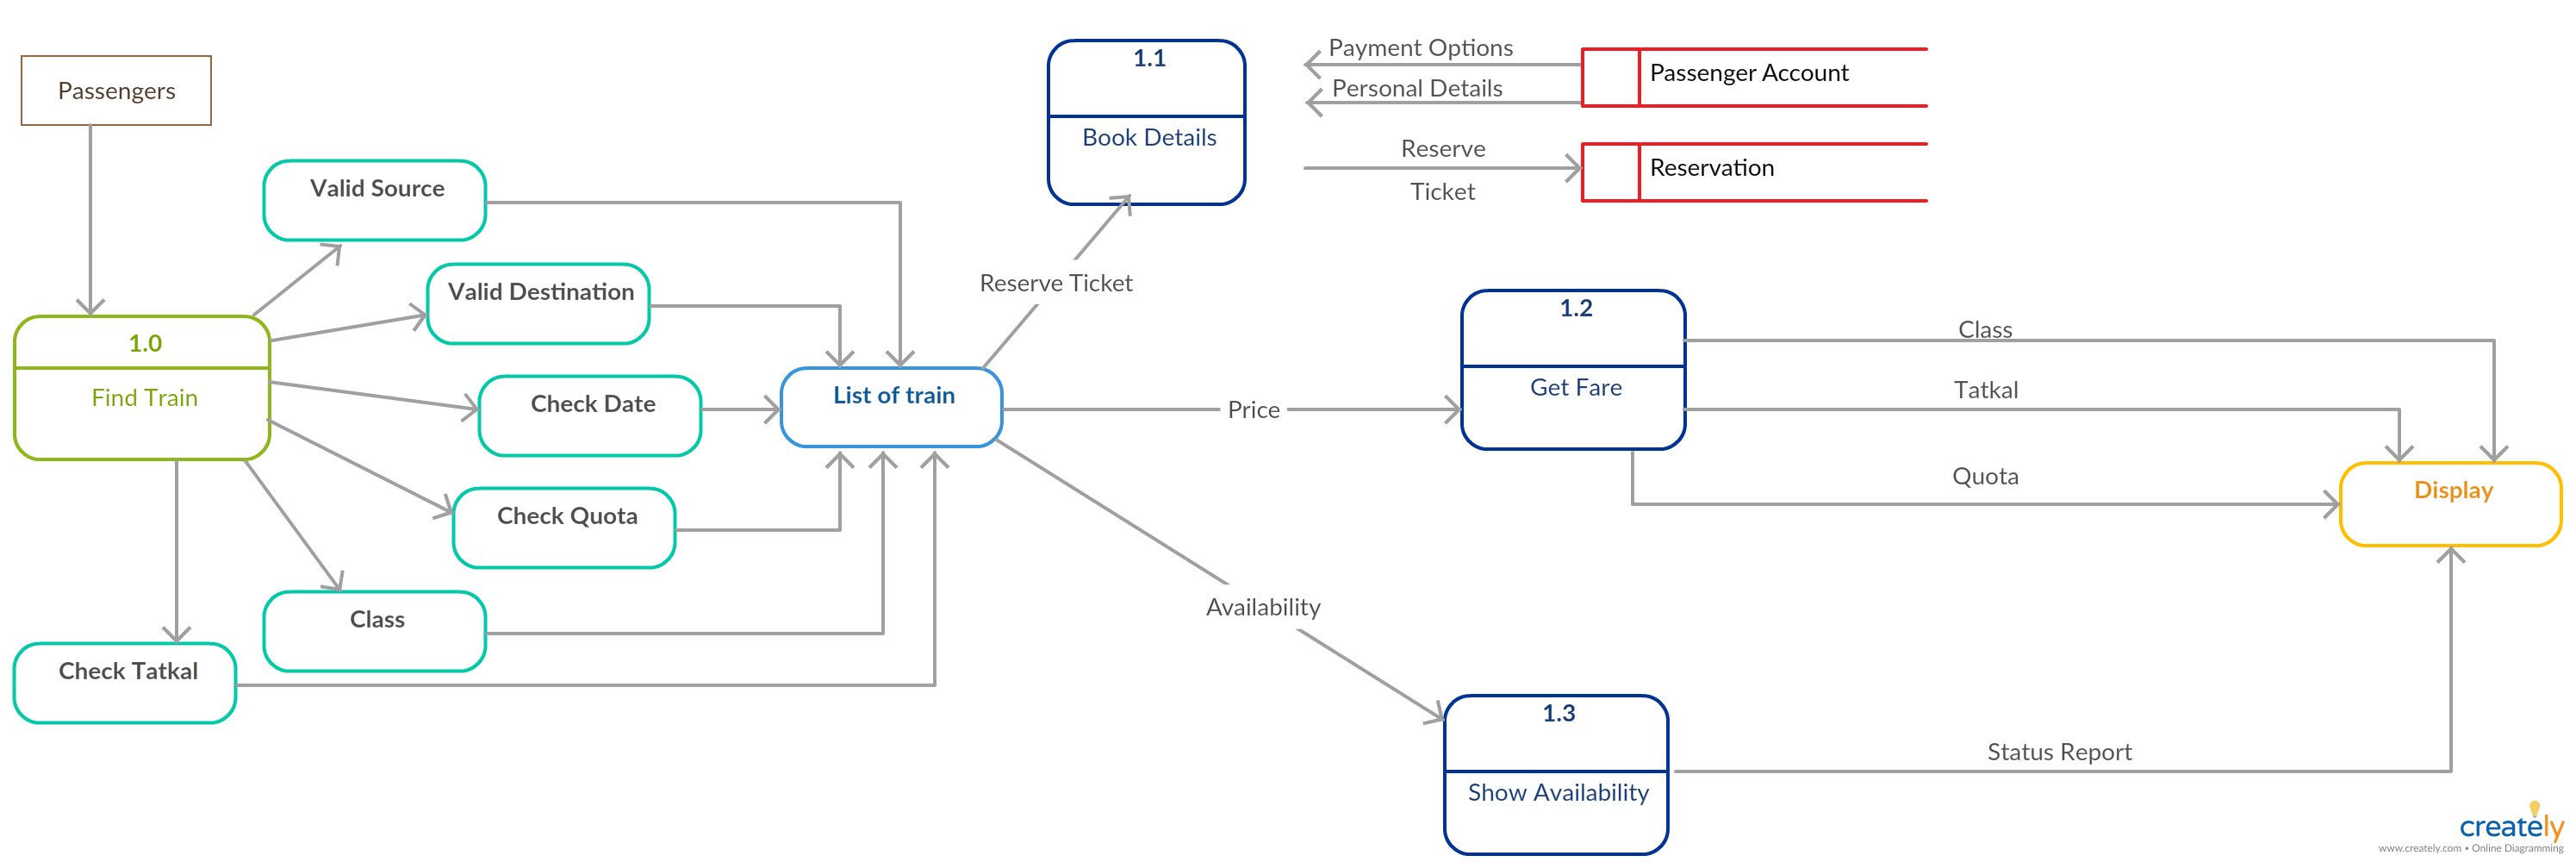 Passengers
1.0
Find Train
Valid Source
Valid Destination
Check Date
Check Quota
Class
Check Tatkal
List of train
Reserve Ticket
Price
Availability
1.1
Book Details
Payment Options
Personal Details
Passenger Account
Reserve
Ticket
Reservation
1.2
Get Fare
Class
Tatkal
Quota
Display
1.3
Show Availability
Status Report
creately
www.creately.com • Online Diagramming